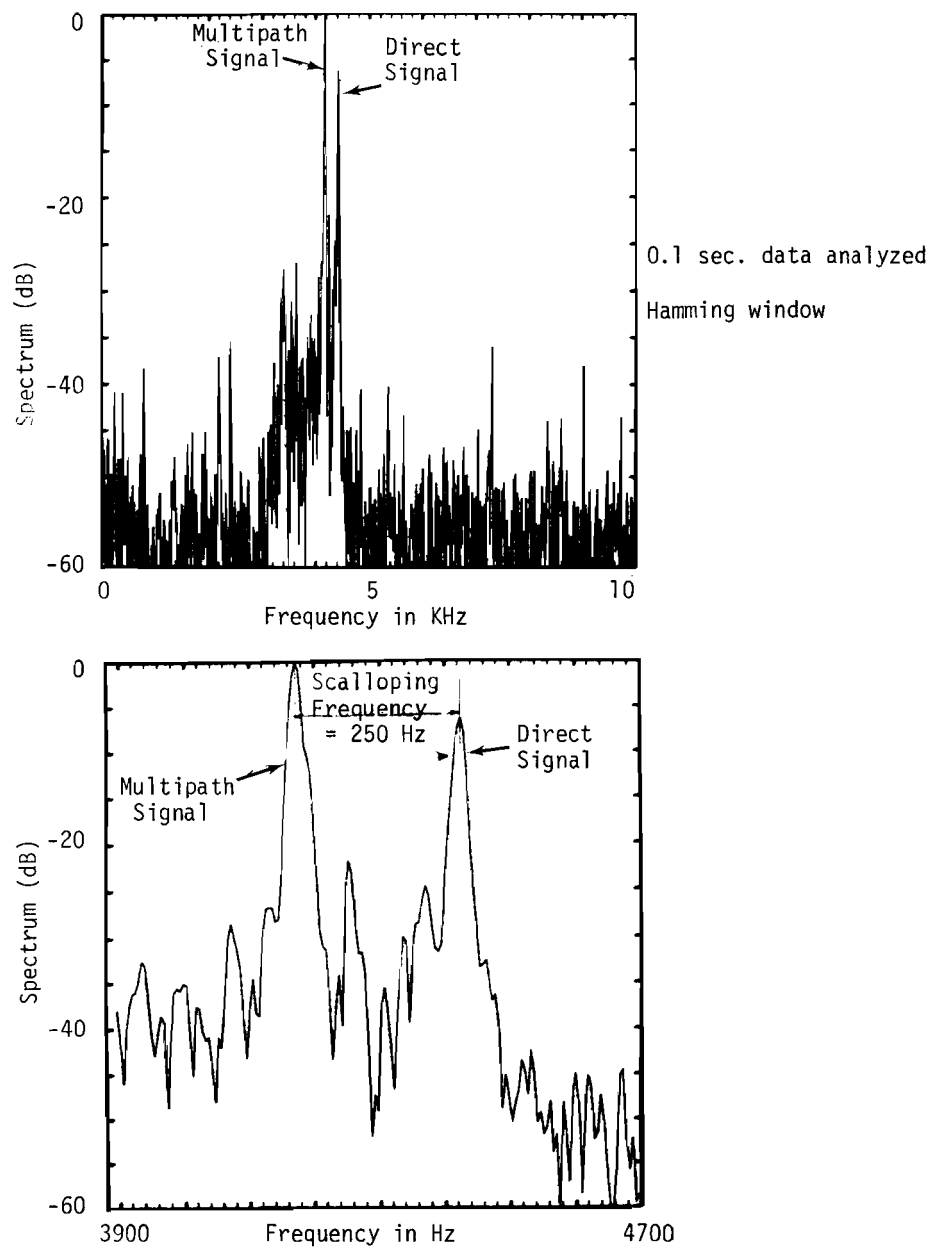 0
Multipath
Signal
Direct
Signal
-20
0.1 sec. data analyzed
Spectrum (dB)
Hamming window
-40
-60
0
5
10
Frequency in KHz
0
Scalloping
Frequency
= 250 Hz
Direct
Signal
Multipath
Signal
-20
Spectrum (dB)
-40
-60
3900
Frequency in Hz
4700